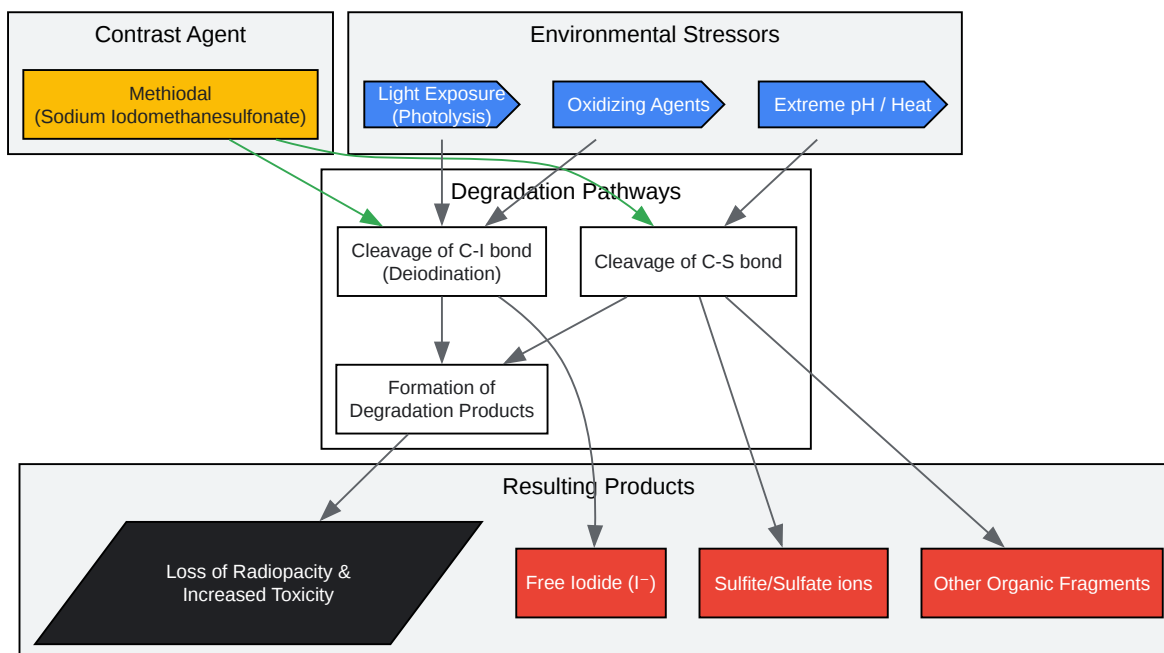 Contrast Agent
Environmental Stressors
Methiodal
(Sodium Iodomethanesulfonate)
Light Exposure
(Photolysis)
Oxidizing Agents
Extreme pH / Heat
Degradation Pathways
Cleavage of C-I bond
(Deiodination)
Cleavage of C-S bond
Formation of
Degradation Products
Resulting Products
Loss of Radiopacity &
Increased Toxicity
Free Iodide (I⁻)
Sulfite/Sulfate ions
Other Organic Fragments